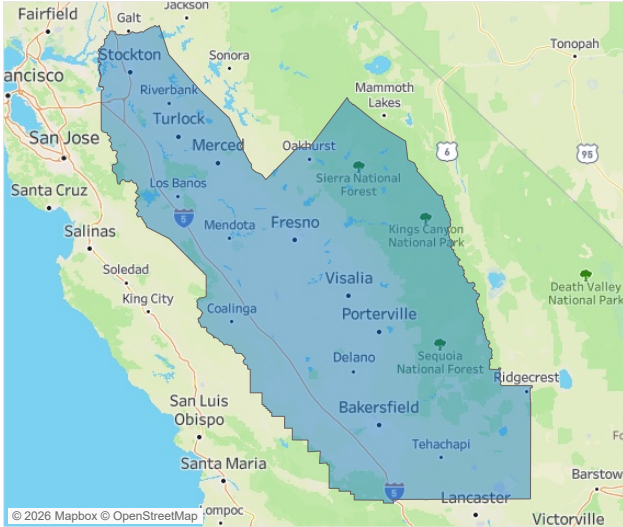 Jackson
Fairfield
Galt
Tonopah
Sonora
Stockton
ancisco
Riverbank
Mammoth
Lakes
Turlock
San Jose
Merced
Oakhurst
6
95
Sierra National
Forest
Los Banos
Santa Cruz
5
Mendota
Fresno
Kings Canyon
National Park
Salinas
Soledad
Visalia
Death Valley
National Park
King City
Coalinga
Porterville
Delano
Sequoia
National Forest
Ridgecrest
San Luis
Obispo
Bakersfield
Fo
Tehachapi
Santa Maria
Barstow
5
Lancaster
ompoc
Victorville
© 2026 Mapbox © OpenStreetMap